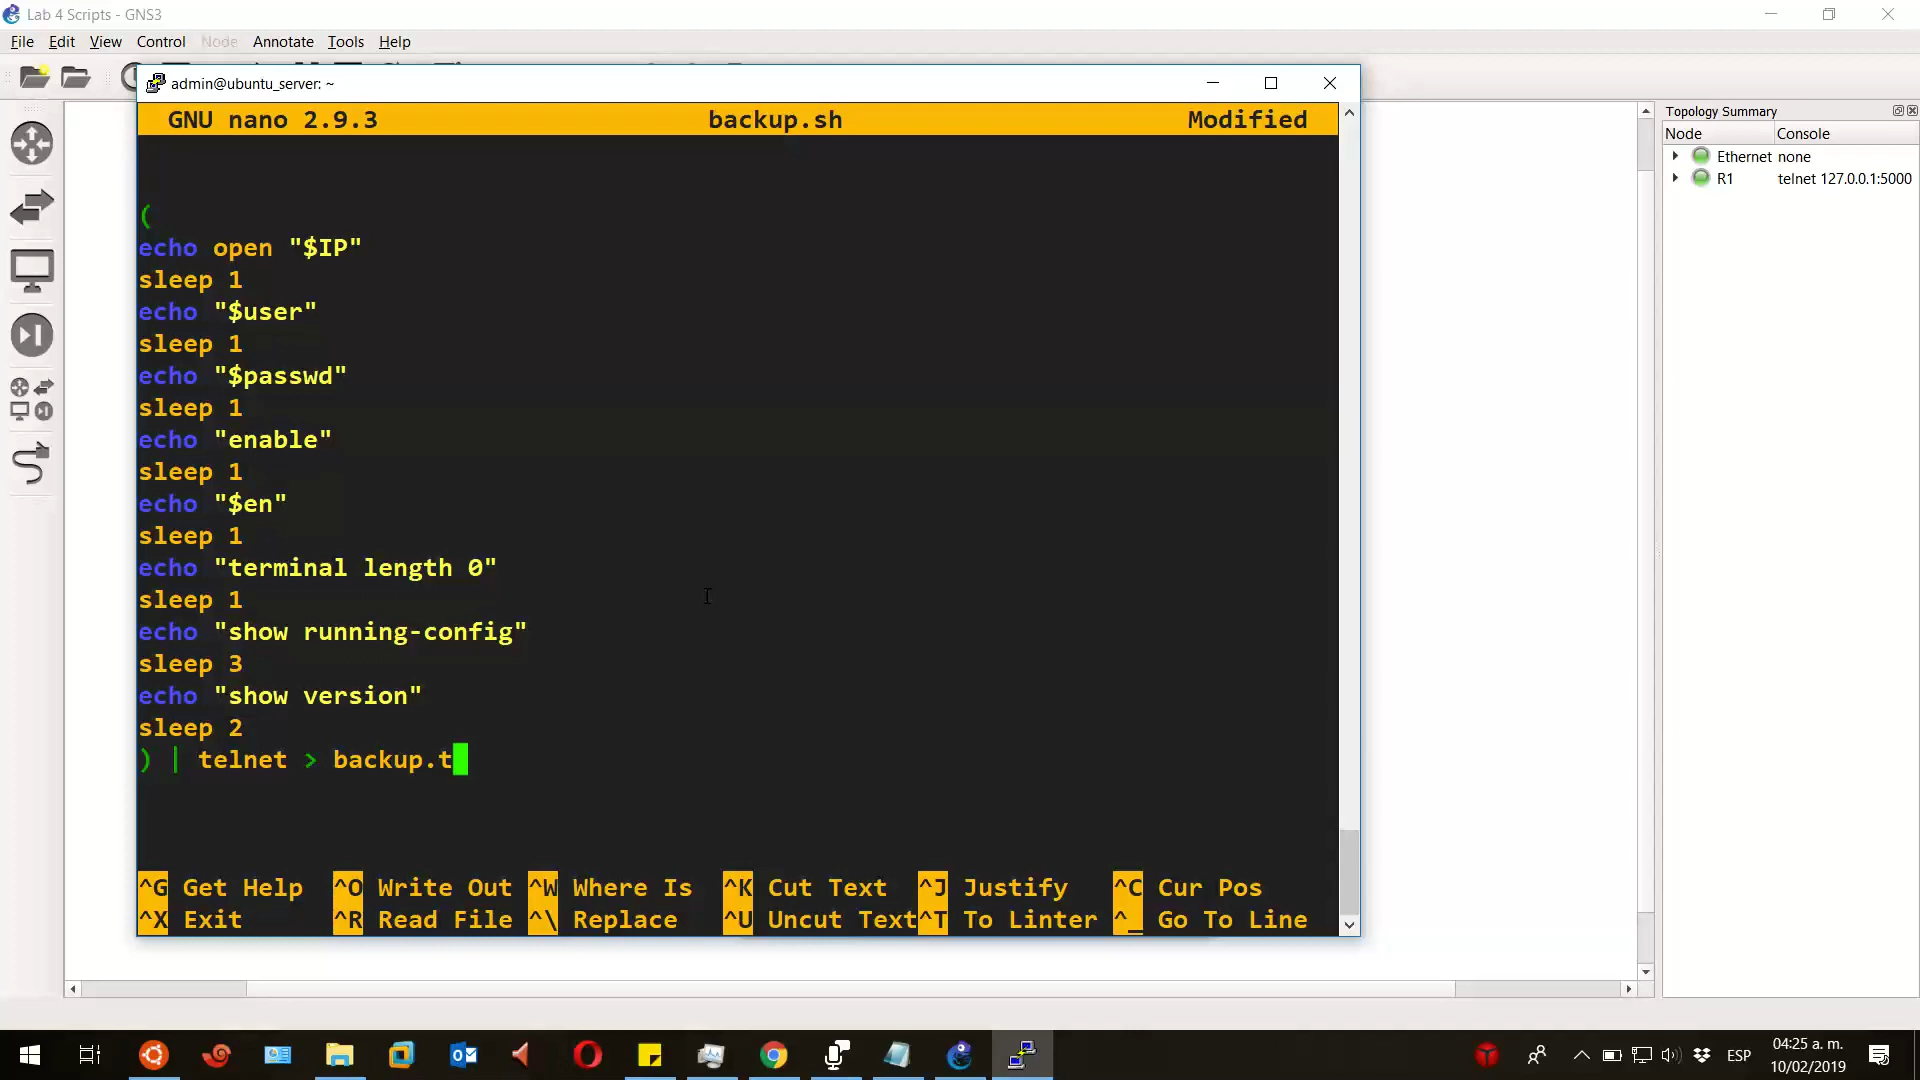 Lab 4 Scripts - GNS3
File Edit View Control Node Annotate Tools Help
admin@ubuntu_server: ~
GNU nano 2.9.3 backup.sh Modified
(
echo open "$IP"
sleep 1
echo "$user"
sleep 1
echo "$passwd"
sleep 1
echo "enable"
sleep 1
echo "$en"
sleep 1
echo "terminal length 0"
sleep 1
echo "show running-config"
sleep 3
echo "show version"
sleep 2
) | telnet > backup.t
^G Get Help ^O Write Out ^W Where Is ^K Cut Text ^J Justify ^C Cur Pos
^X Exit ^R Read File ^\ Replace ^U Uncut Text ^T To Linter ^_ Go To Line
Topology Summary
Node Console
Ethernet none
R1 telnet 127.0.0.1:5000
ESP
04:25 a. m.
10/02/2019